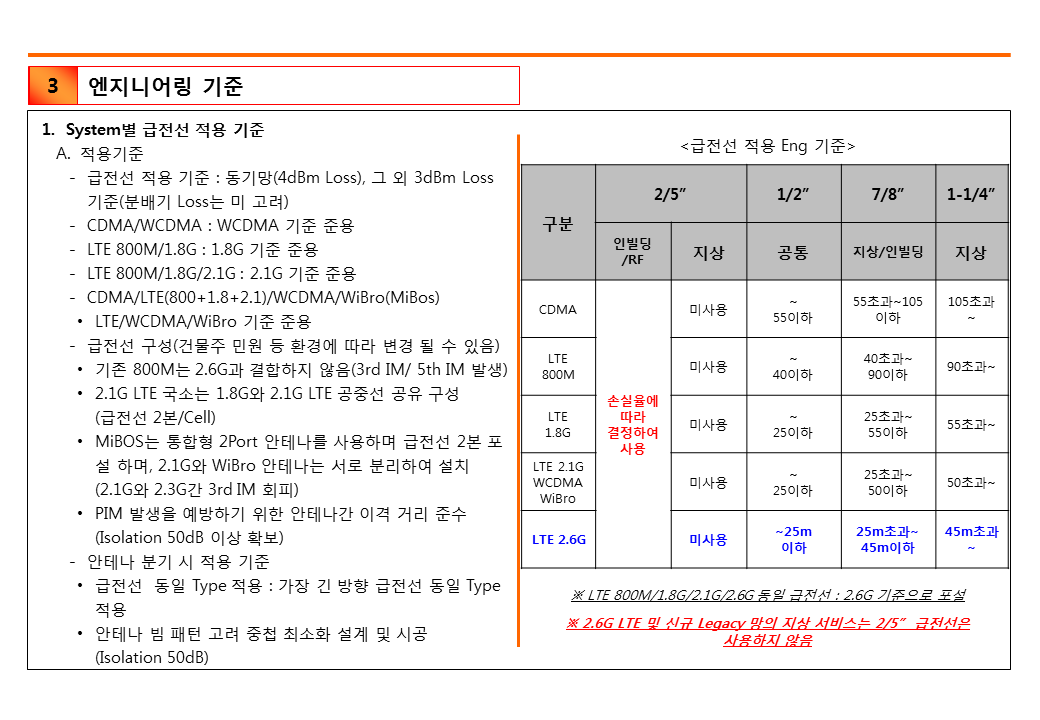 3 엔지니어링 기준
1. System별 급전선 적용 기준
A. 적용기준
- 급전선 적용 기준 : 동기망(4dBm Loss), 그 외 3dBm Loss
기준(분배기 Loss는 미 고려)
- CDMA/WCDMA : WCDMA 기준 준용
- LTE 800M/1.8G : 1.8G 기준 준용
- LTE 800M/1.8G/2.1G : 2.1G 기준 준용
- CDMA/LTE(800+1.8+2.1)/WCDMA/WiBro(MiBos)
• LTE/WCDMA/WiBro 기준 준용
- 급전선 구성(건물주 민원 등 환경에 따라 변경 될 수 있음)
• 기존 800M는 2.6G과 결합하지 않음(3rd IM/ 5th IM 발생)
• 2.1G LTE 국소는 1.8G와 2.1G LTE 공중선 공유 구성
(급전선 2본/Cell)
• MiBOS는 통합형 2Port 안테나를 사용하며 급전선 2본 포
설 하며, 2.1G와 WiBro 안테나는 서로 분리하여 설치
(2.1G와 2.3G간 3rd IM 회피)
• PIM 발생을 예방하기 위한 안테나간 이격 거리 준수
(Isolation 50dB 이상 확보)
- 안테나 분기 시 적용 기준
• 급전선 동일 Type 적용 : 가장 긴 방향 급전선 동일 Type
적용
• 안테나 빔 패턴 고려 중첩 최소화 설계 및 시공
(Isolation 50dB)
<급전선 적용 Eng 기준>
구분 2/5” 1/2” 7/8” 1-1/4”
인빌딩
/RF 지상 공통 지상/인빌딩 지상
CDMA 미사용 ~
55이하 55초과~105
이하 105초과
~
LTE
800M 미사용 ~
40이하 40초과~
90이하 90초과~
손실율에
따라
결정하여
사용
LTE
1.8G 미사용 ~
25이하 25초과~
55이하 55초과~
LTE 2.1G
WCDMA
WiBro 미사용 ~
25이하 25초과~
50이하 50초과~
LTE 2.6G 미사용 ~25m
이하 25m초과~
45m이하 45m초과
~
※ LTE 800M/1.8G/2.1G/2.6G 동일 급전선 : 2.6G 기준으로 포설
※ 2.6G LTE 및 신규 Legacy 망의 지상 서비스는 2/5” 급전선은
사용하지 않음